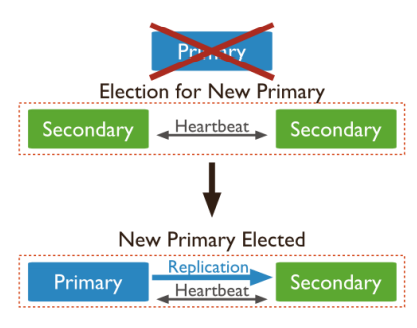 Primary
Election for New Primary
Secondary Heartbeat Secondary
New Primary Elected
Replication
Primary Secondary
Heartbeat